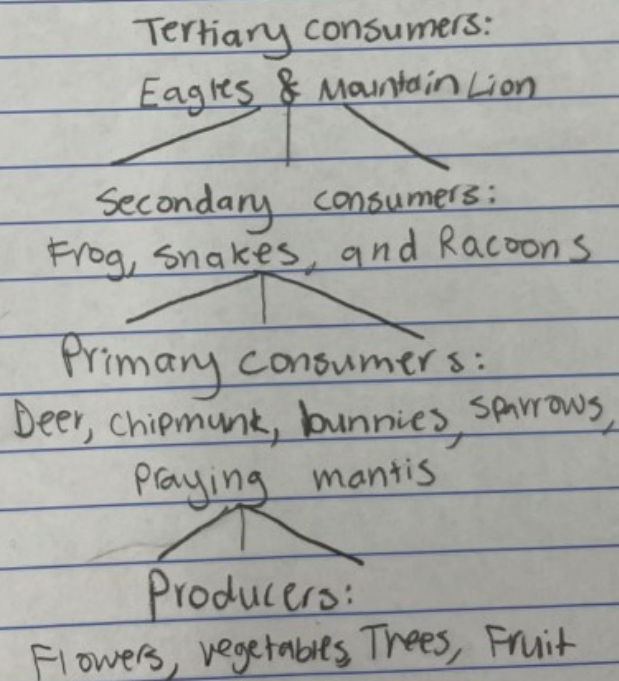 Tertiary consumers:
Eagles & Mountain Lion
Secondary consumers:
Frog, snakes, and Racoons
Primary consumers:
Deer, chipmunk, bunnies, sparrows,
praying mantis
Producers:
Flowers, vegetables, Trees, Fruit